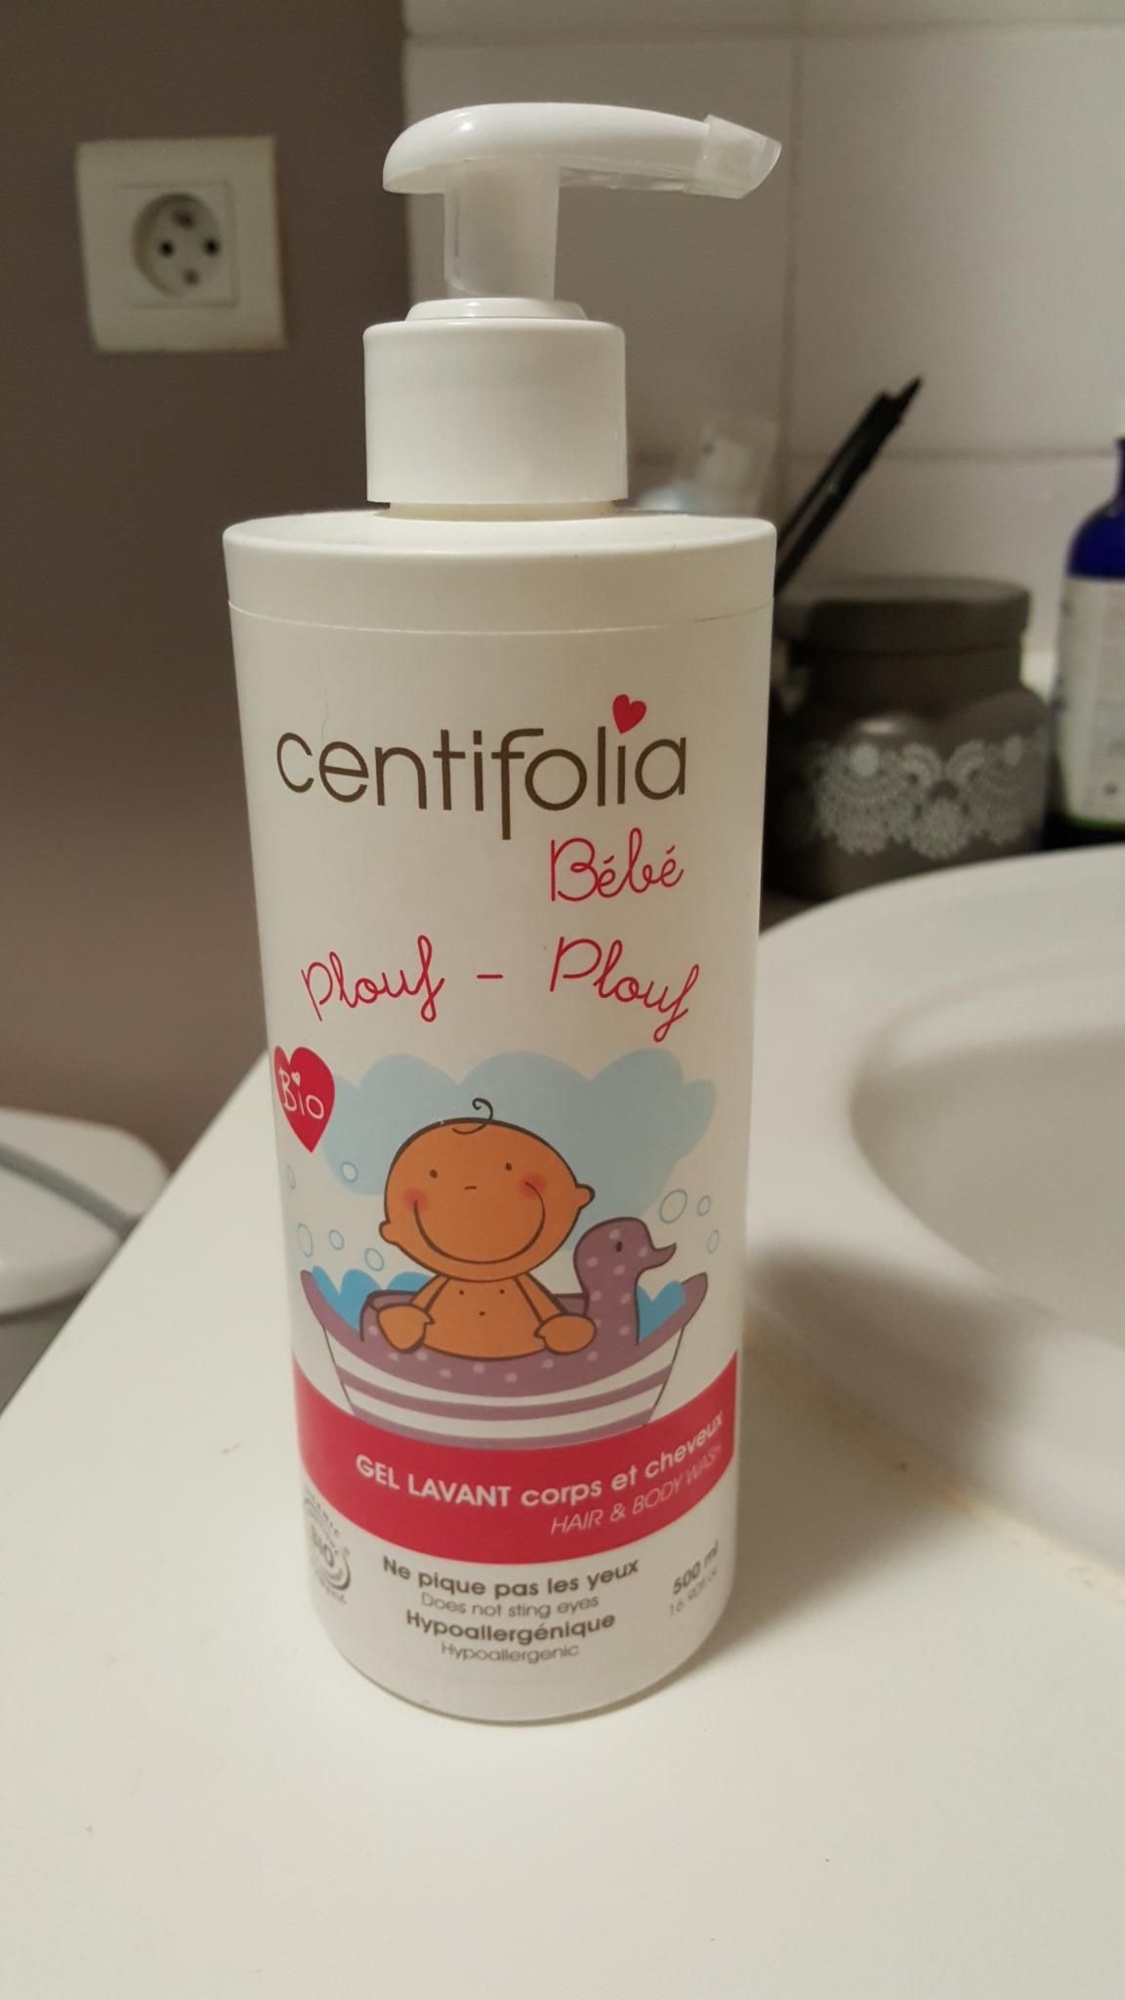 centifolia
Bébé
Plouf - Plouf
Bio
GEL LAVANT corps et cheveux
HAIR & BODY WASH
BIO
Ne pique pas les yeux
Does not sting eyes
Hypoallergénique
Hypoallergenic
500 ml